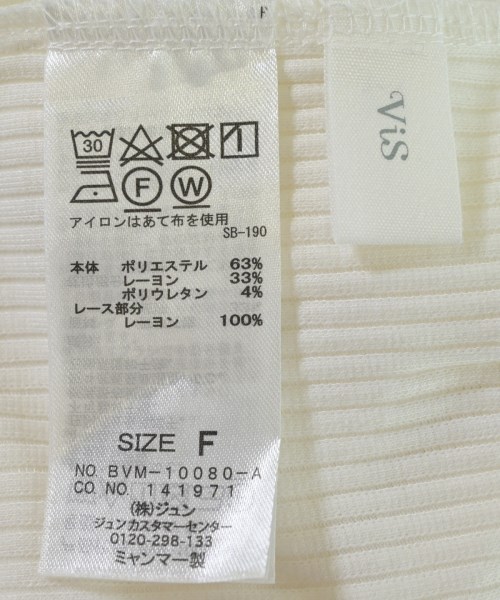 F
ViS
30
F W
アイロンはあて布を使用
SB-190
本体 ポリエステル 63%
レーヨン 33%
ポリウレタン 4%
レース部分
レーヨン 100%
SIZE F
NO. BVM-10080-A
CO. NO. 141971
(株)ジュン
ジュンカスタマーセンター
0120-298-133
ミャンマー製